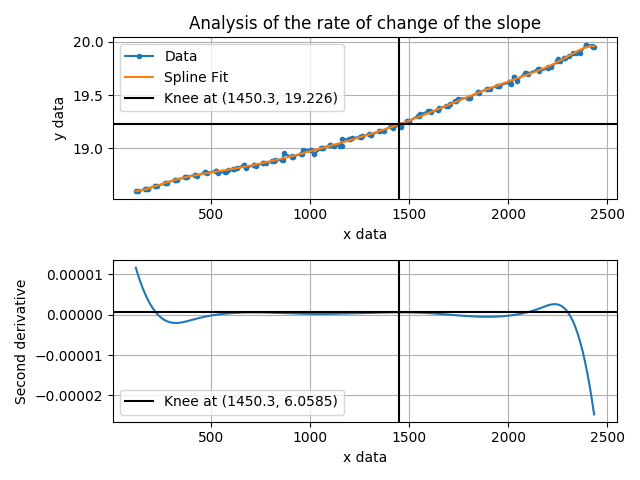 Analysis of the rate of change of the slope
20.0
19.5
19.0
y data
Data
Spline Fit
Knee at (1450.3, 19.226)
500
1000
1500
2000
2500
x data
0.00001
0.00000
−0.00001
−0.00002
Second derivative
Knee at (1450.3, 6.0585)
500
1000
1500
2000
2500
x data